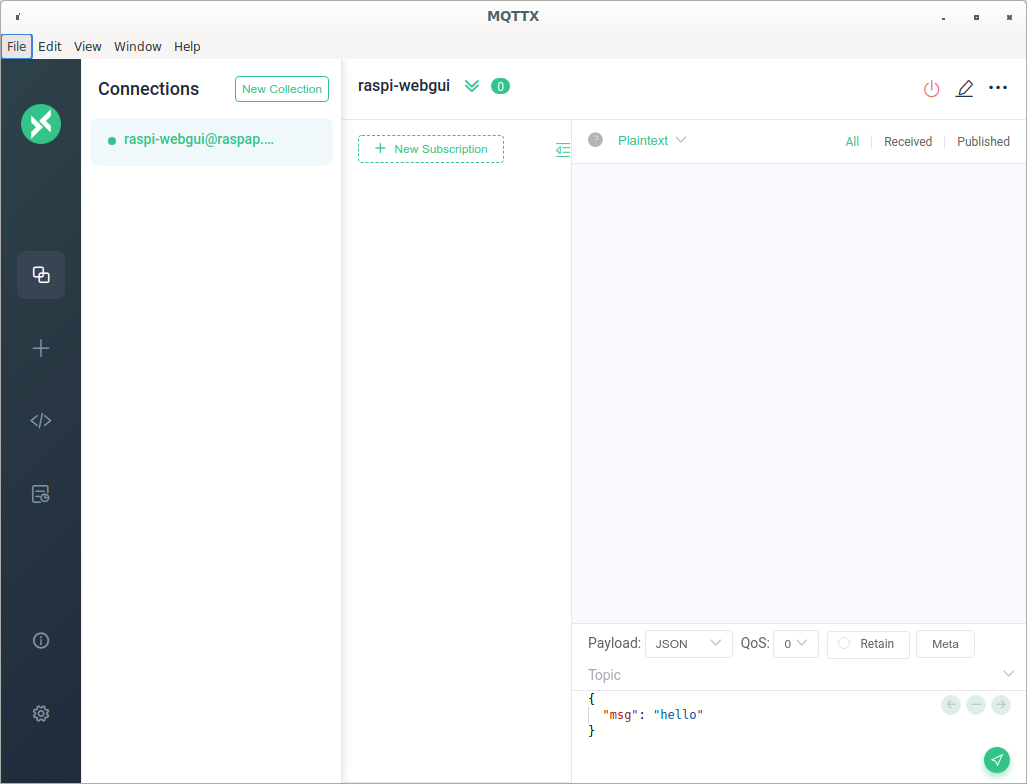 MQTTX
File Edit View Window Help
Connections
New Collection
raspi-webgui@raspap....
raspi-webgui
0
New Subscription
?
Plaintext
All
Received
Published
Payload: JSON QoS: 0 Retain Meta
Topic
{
"msg": "hello"
}